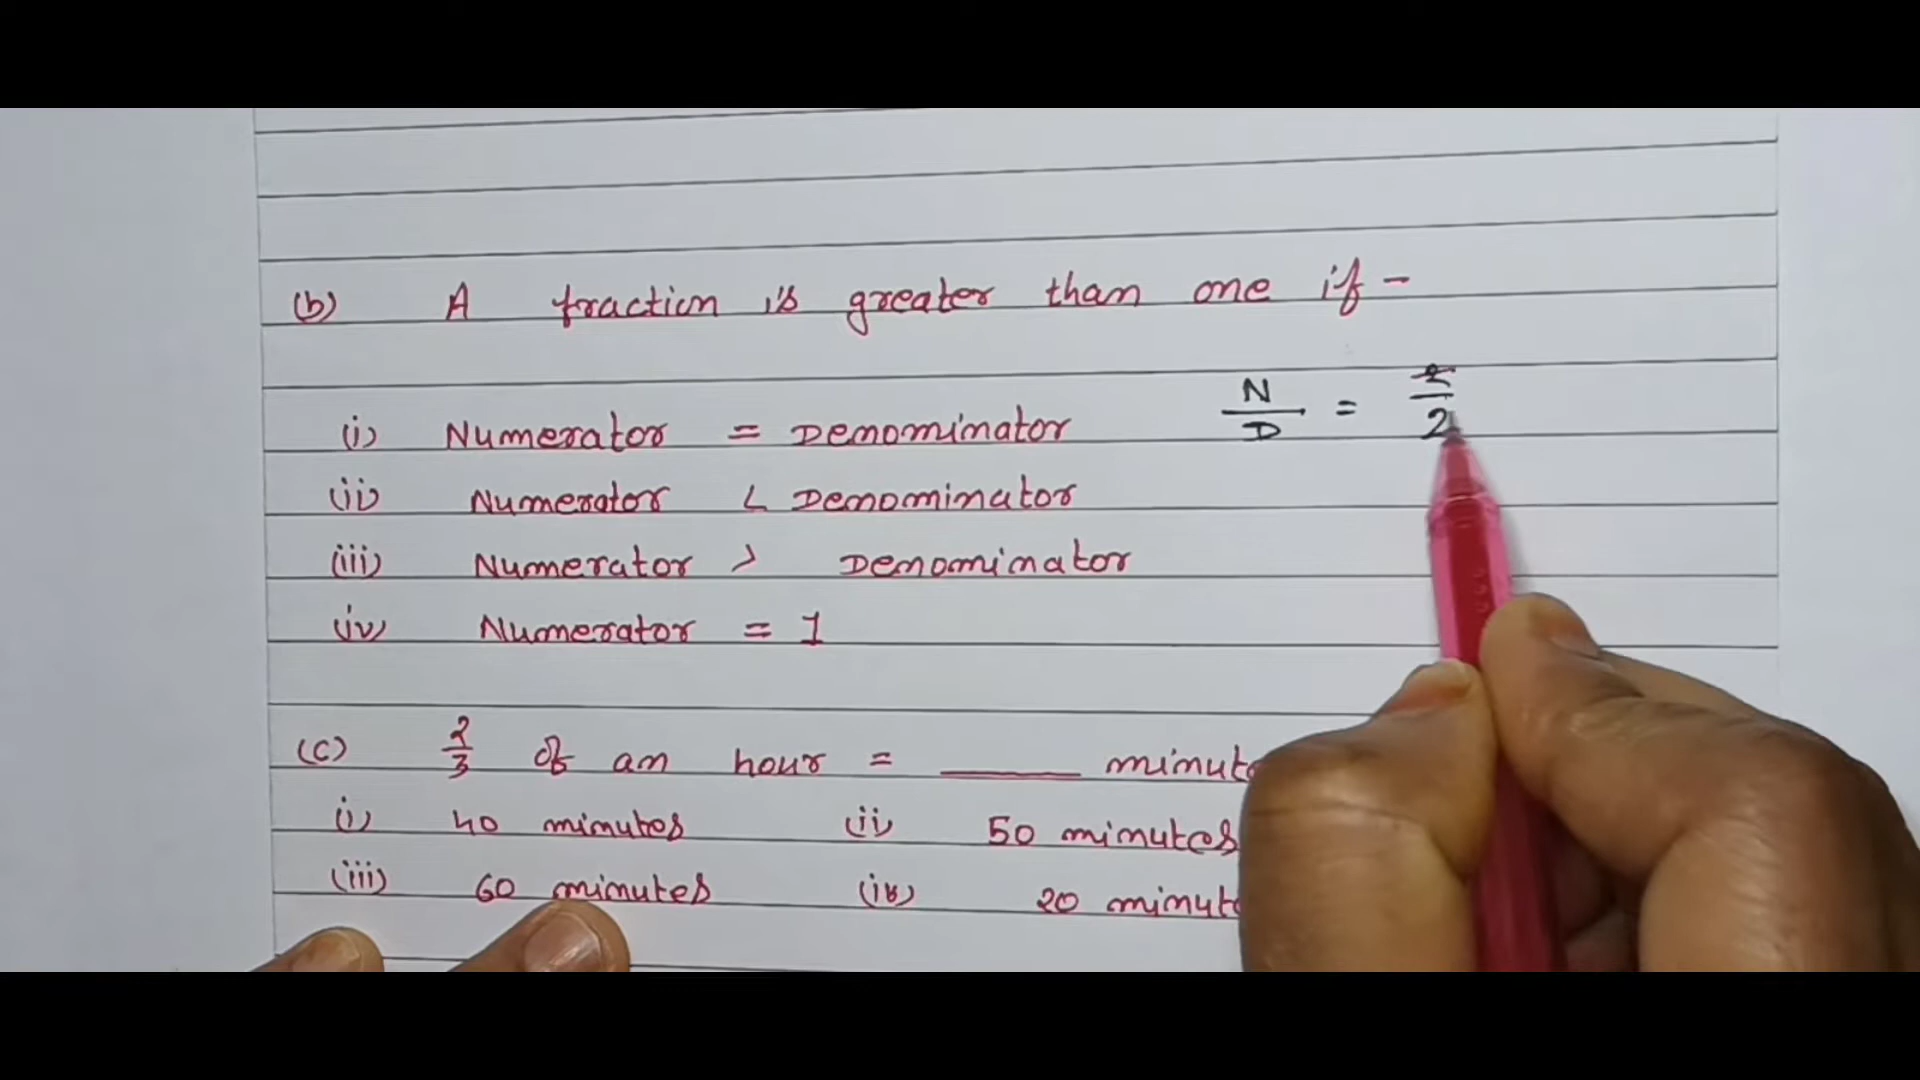 (b) A fraction is greater than one if -
N/D = 2/2
(i) Numerator = Denominator
(ii) Numerator < Denominator
(iii) Numerator > Denominator
(iv) Numerator = 1
(c) 2/3 of an hour = ______ minut
(i) 40 minutes (ii) 50 minutes
(iii) 60 minutes (iv) 20 minut